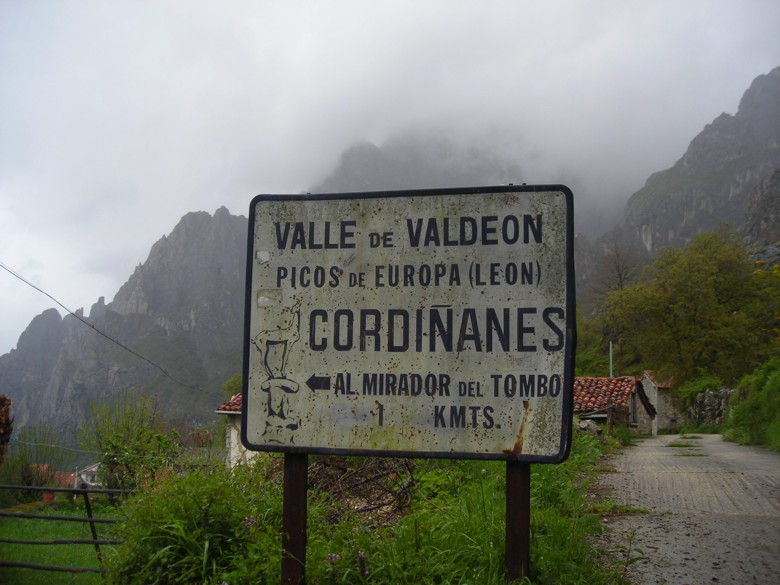 VALLE DE VALDEON
PICOS DE EUROPA (LEON)
CORDIÑANES
AL MIRADOR DEL TOMBO
1 KMTS.